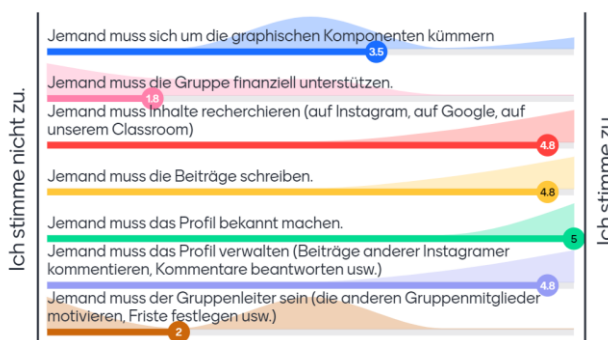 Jemand muss sich um die graphischen Komponenten kümmern
3.5
Jemand muss die Gruppe finanziell unterstützen.
1.8
Jemand muss Inhalte recherchieren (auf Instagram, auf Google, auf
unserem Classroom)
4.8
Jemand muss die Beiträge schreiben.
4.8
Jemand muss das Profil bekannt machen.
5
Jemand muss das Profil verwalten (Beiträge anderer Instagramer
kommentieren, Kommentare beantworten usw.)
4.8
Jemand muss der Gruppenleiter sein (die anderen Gruppenmitglieder
motivieren, Friste festlegen usw.)
2
Ich stimme nicht zu.
Ich stimme zu